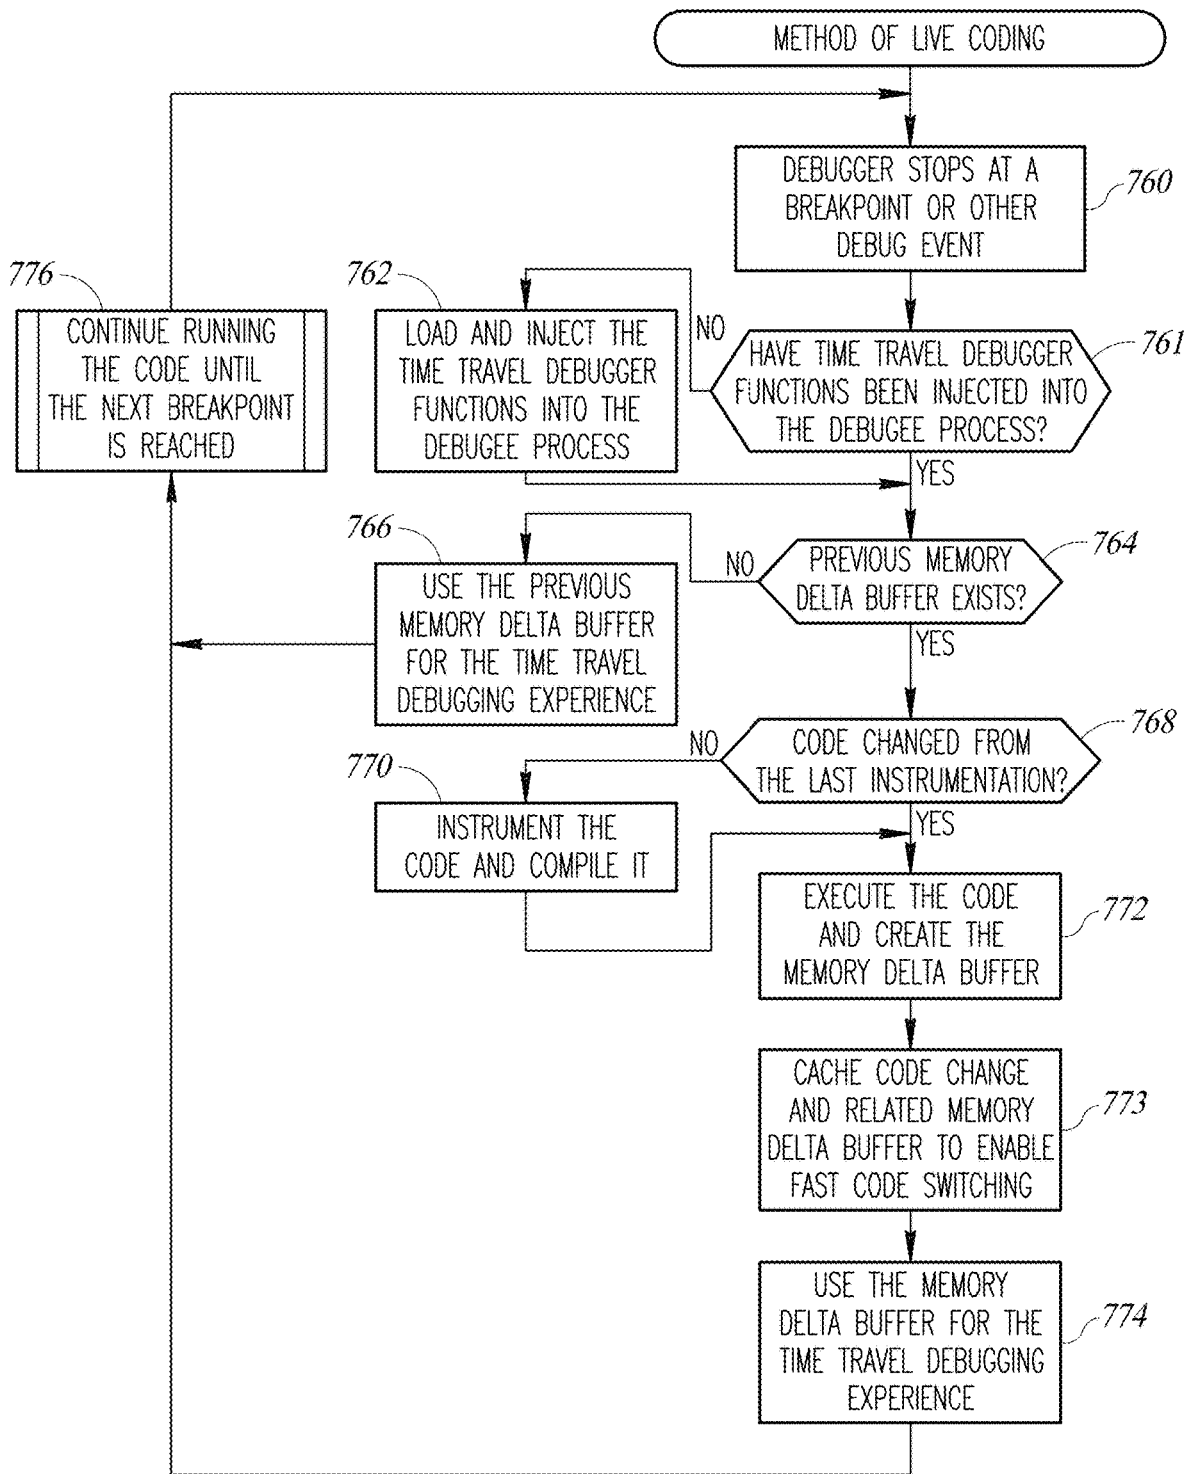 METHOD OF LIVE CODING
DEBUGGER STOPS AT A
BREAKPOINT OR OTHER
DEBUG EVENT
760
776
CONTINUE RUNNING
THE CODE UNTIL
THE NEXT BREAKPOINT
IS REACHED
762
LOAD AND INJECT THE
TIME TRAVEL DEBUGGER
FUNCTIONS INTO THE
DEBUGEE PROCESS
NO
HAVE TIME TRAVEL DEBUGGER
FUNCTIONS BEEN INJECTED INTO
THE DEBUGEE PROCESS?
761
YES
766
USE THE PREVIOUS
MEMORY DELTA BUFFER
FOR THE TIME TRAVEL
DEBUGGING EXPERIENCE
NO
PREVIOUS MEMORY
DELTA BUFFER EXISTS?
764
YES
770
INSTRUMENT THE
CODE AND COMPILE IT
NO
CODE CHANGED FROM
THE LAST INSTRUMENTATION?
768
YES
EXECUTE THE CODE
AND CREATE THE
MEMORY DELTA BUFFER
772
CACHE CODE CHANGE
AND RELATED MEMORY
DELTA BUFFER TO ENABLE
FAST CODE SWITCHING
773
USE THE MEMORY
DELTA BUFFER FOR THE
TIME TRAVEL DEBUGGING
EXPERIENCE
774